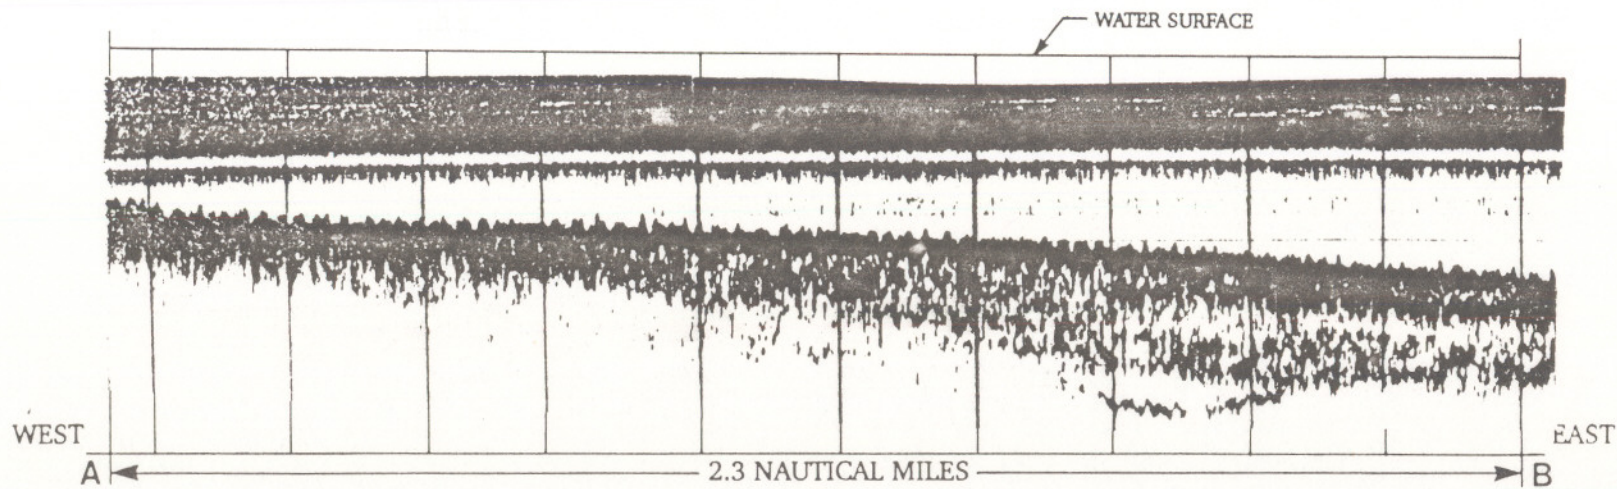 WATER SURFACE
WEST
EAST
A
2.3 NAUTICAL MILES
B